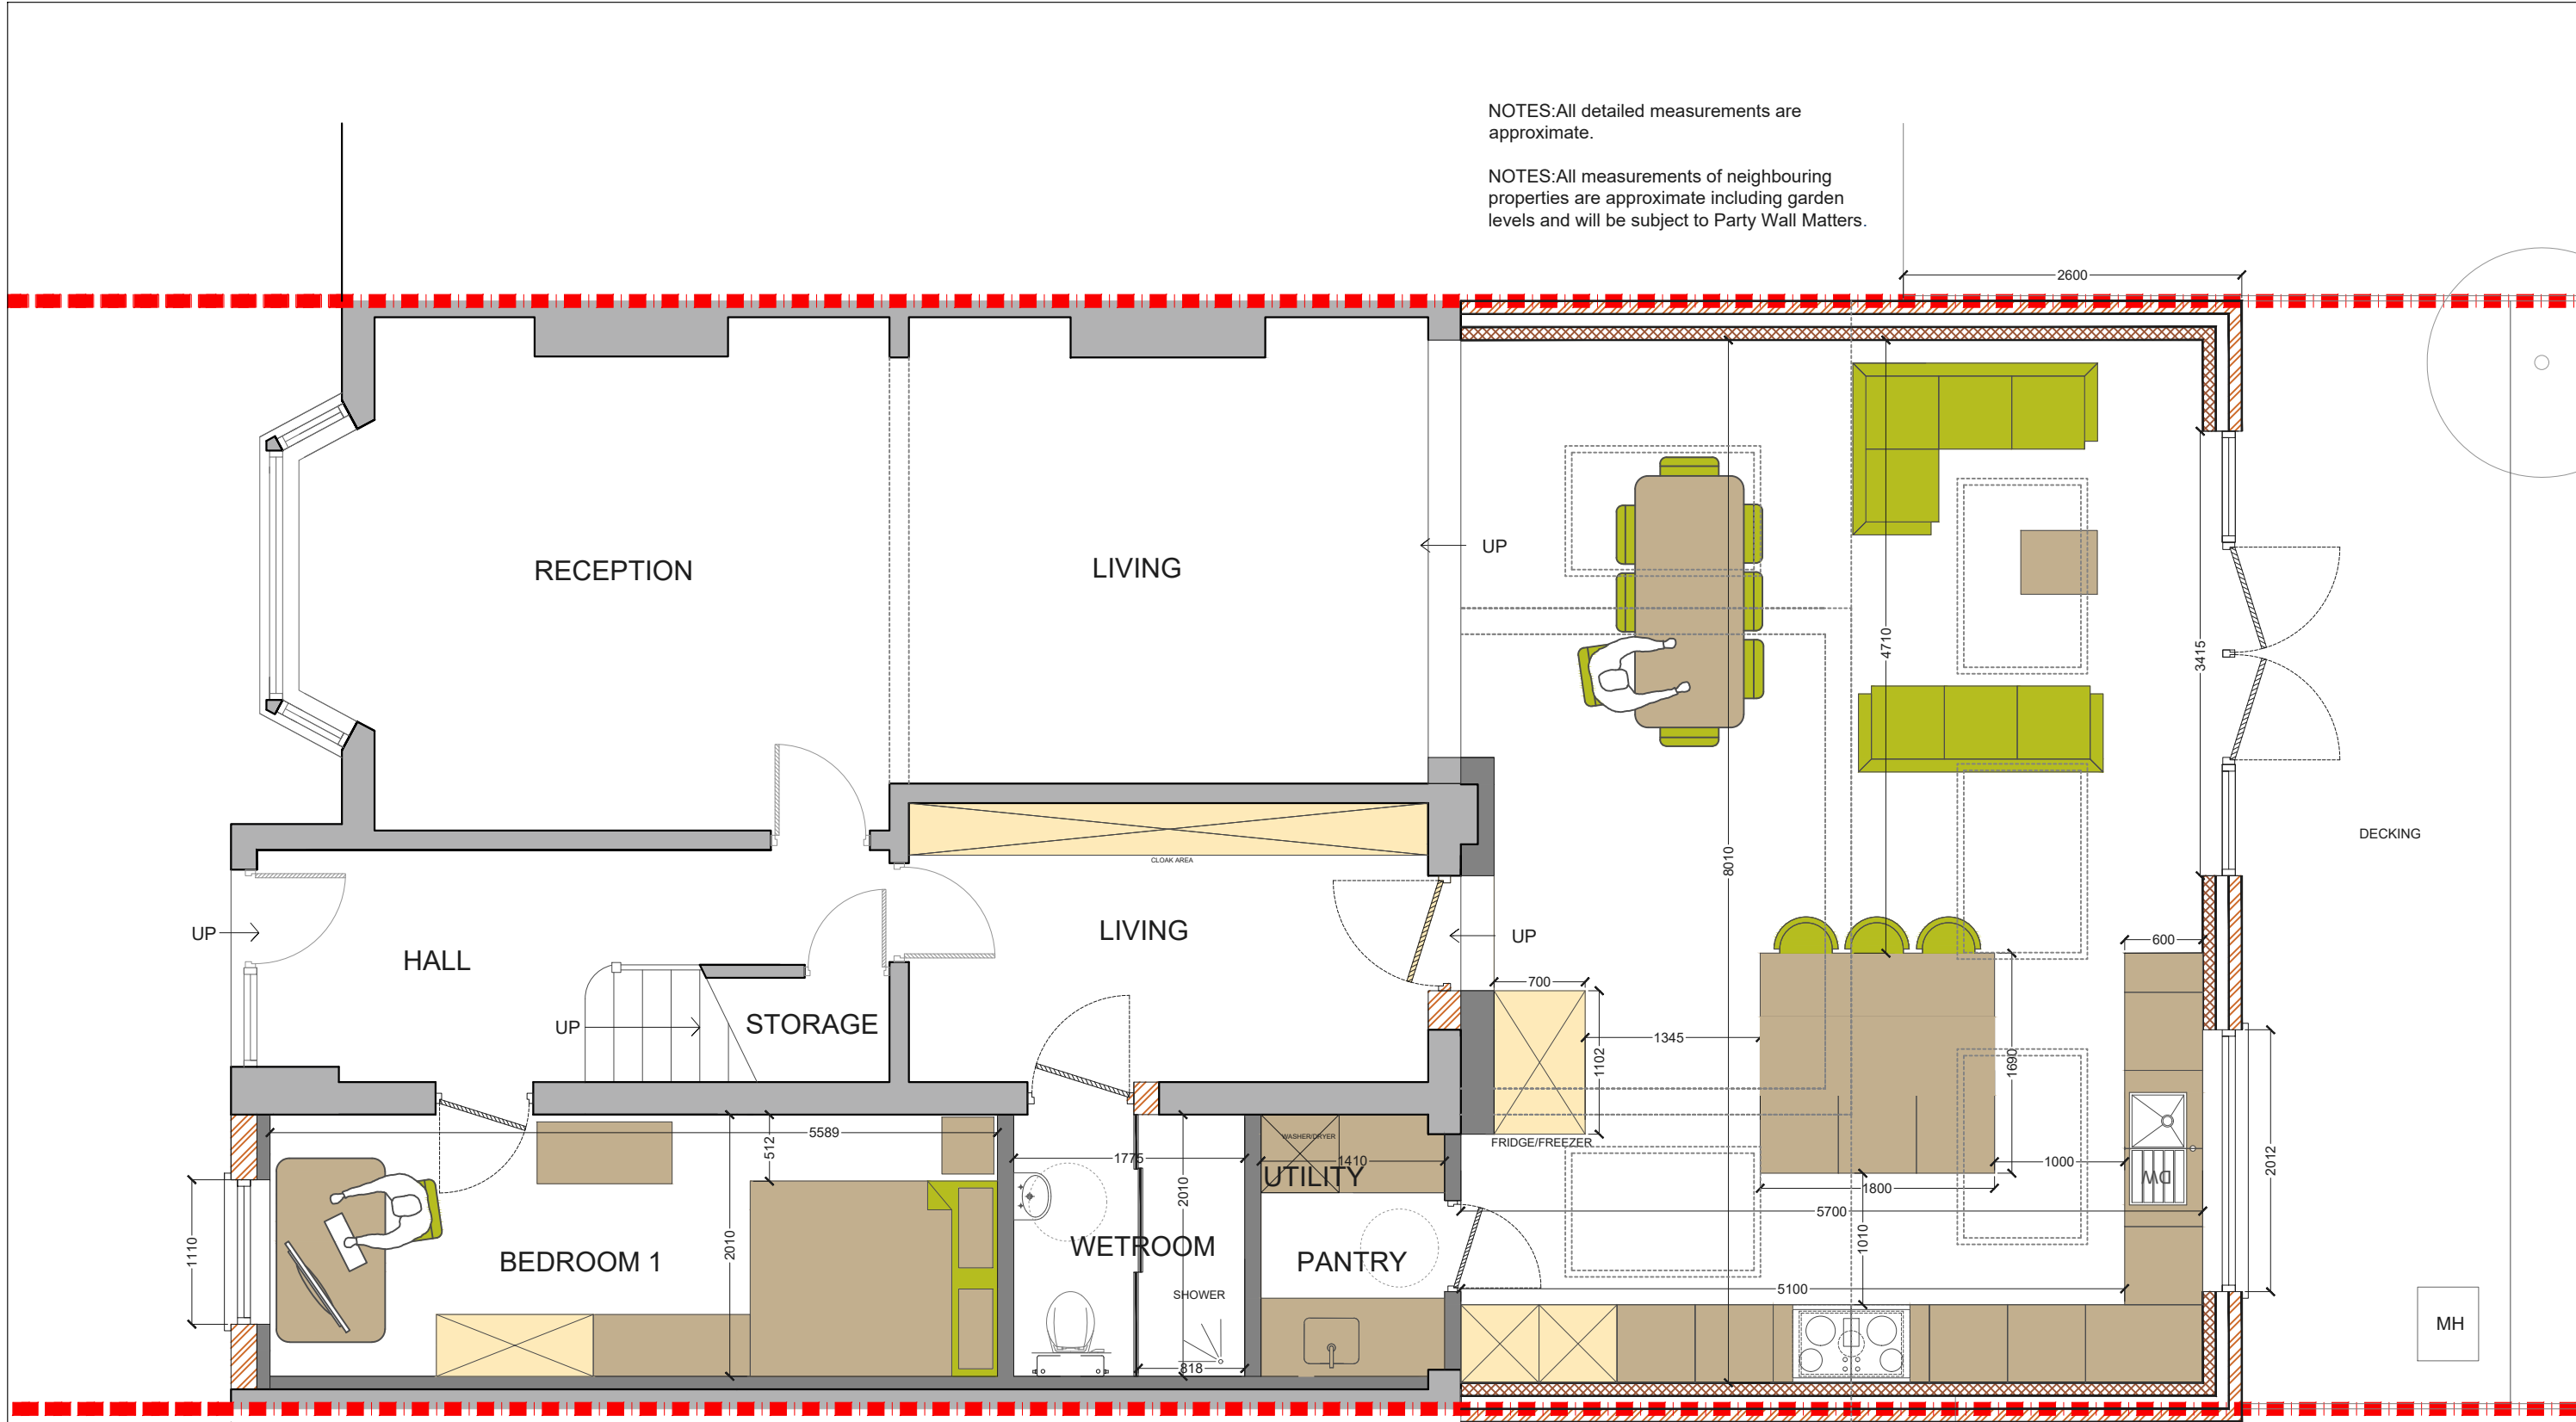 NOTES:All detailed measurements are
approximate.
NOTES:All measurements of neighbouring
properties are approximate including garden
levels and will be subject to Party Wall Matters.
2600
RECEPTION
LIVING
UP
4710
3415
8010
DECKING
CLOAK AREA
UP
HALL
LIVING
UP
600
700
UP
STORAGE
1345
1102
1690
5589
512
1775
WASHER/DRYER
1410
UTILITY
FRIDGE/FREEZER
1000
2012
DW
1800
5700
2010
2010
1110
BEDROOM 1
WETROOM
PANTRY
1010
5100
SHOWER
818
MH